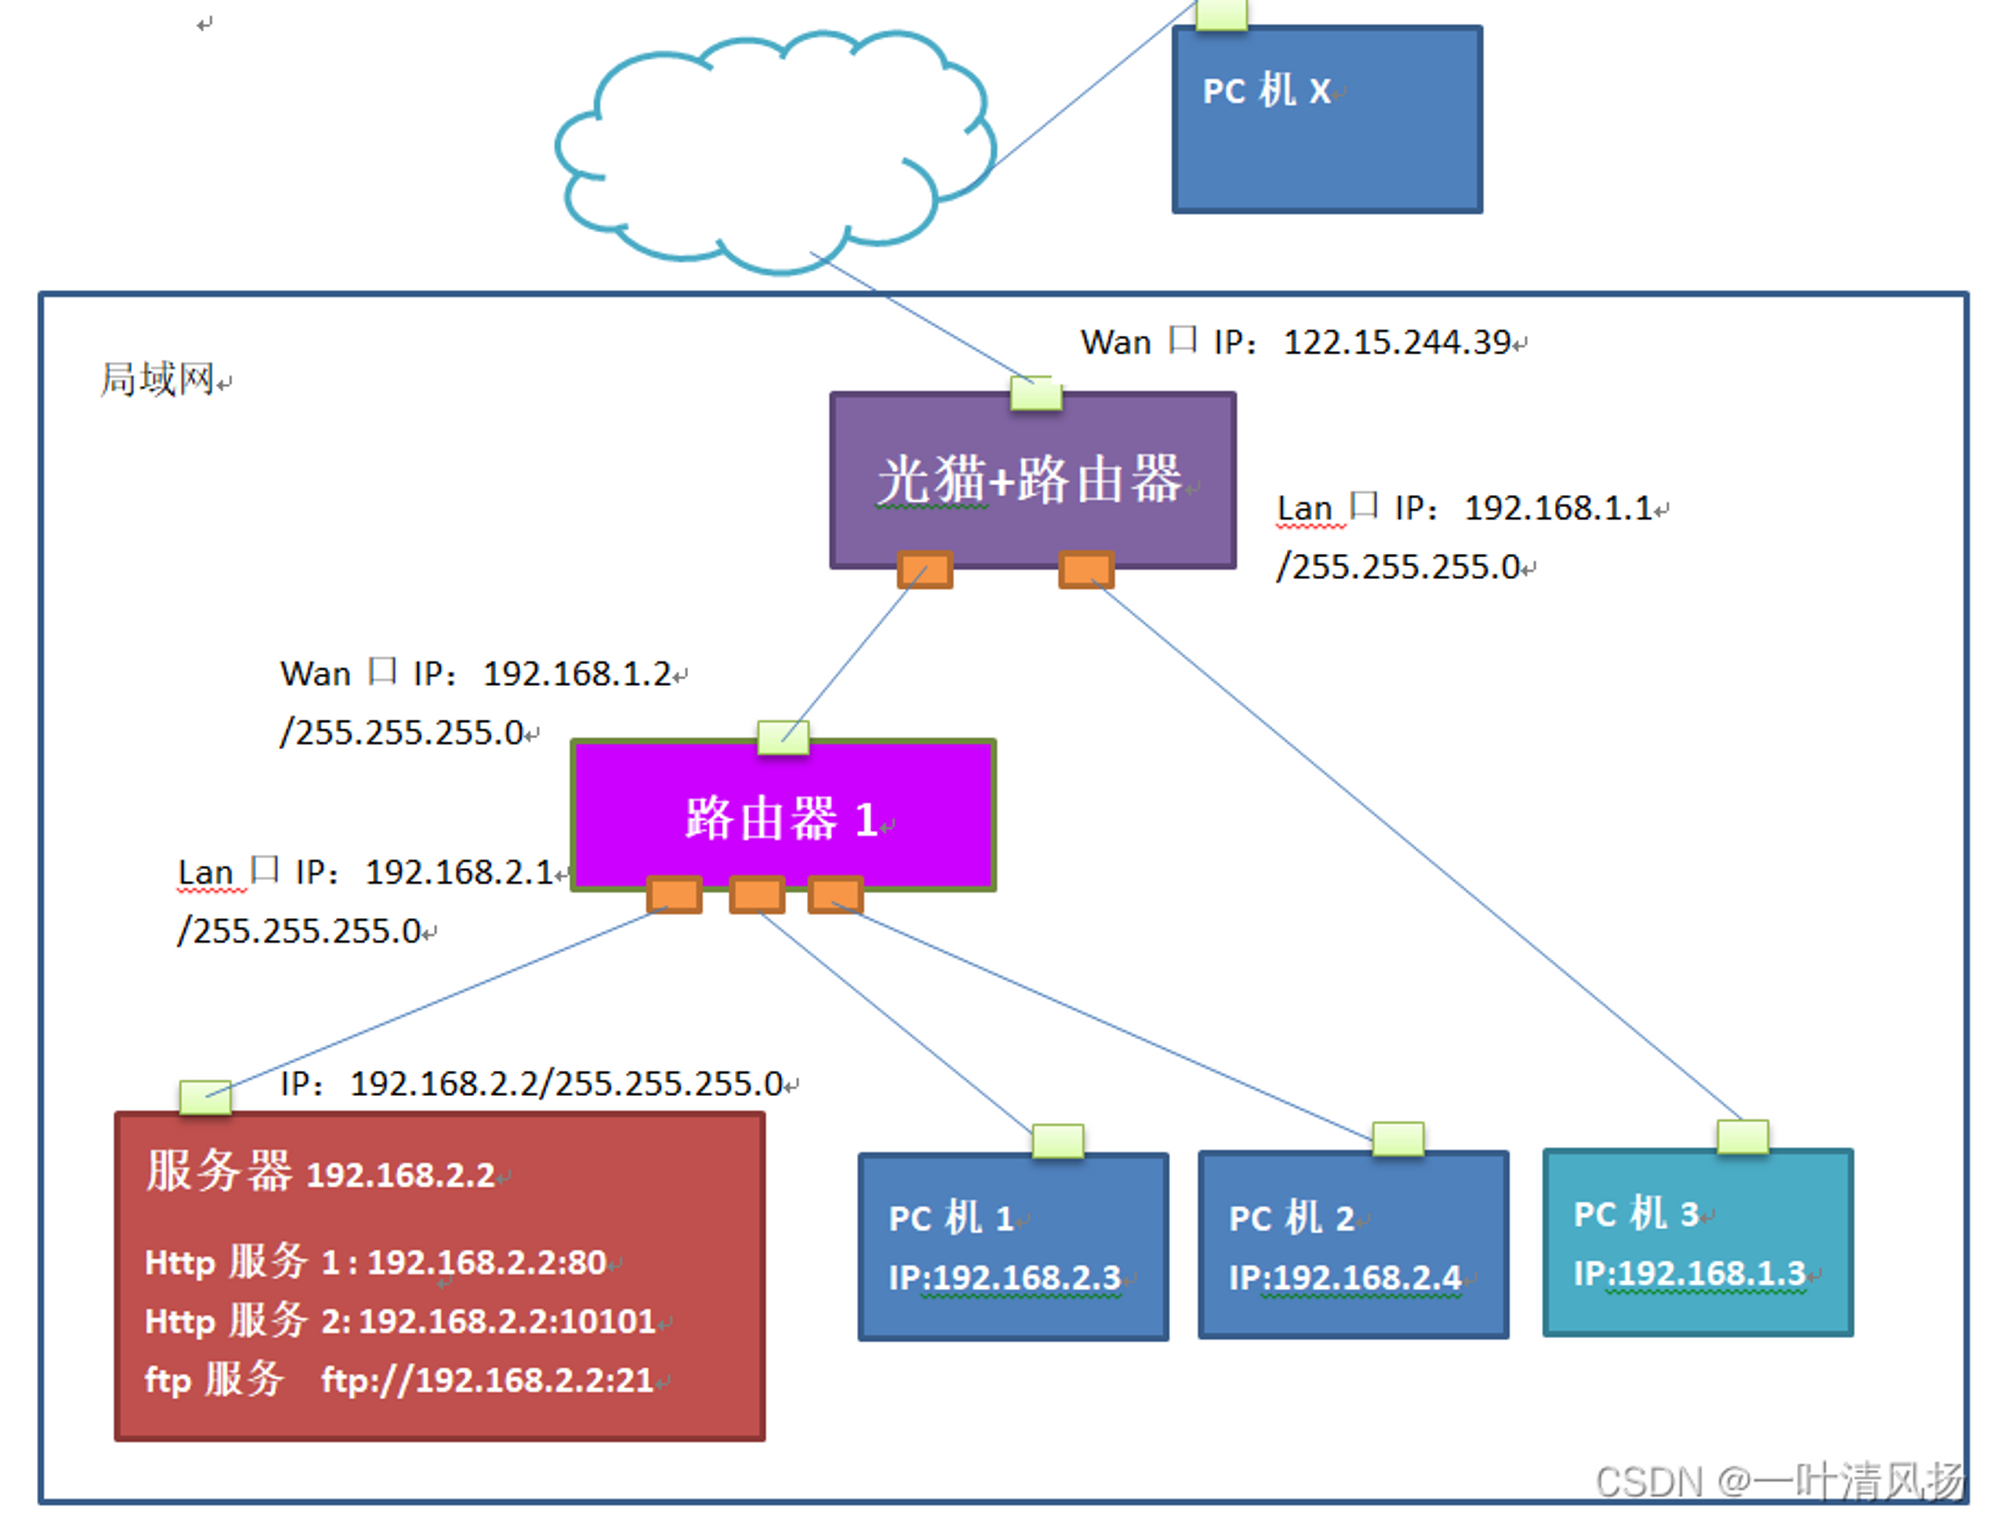 PC 机 X
Wan 口 IP：122.15.244.39
局域网
光猫+路由器
Lan 口 IP：192.168.1.1
/255.255.255.0
Wan 口 IP：192.168.1.2
/255.255.255.0
路由器 1
Lan 口 IP：192.168.2.1
/255.255.255.0
IP：192.168.2.2/255.255.255.0
服务器 192.168.2.2
Http 服务 1 : 192.168.2.2:80
Http 服务 2: 192.168.2.2:10101
ftp 服务 ftp://192.168.2.2:21
PC 机 1
IP:192.168.2.3
PC 机 2
IP:192.168.2.4
PC 机 3
IP:192.168.1.3
CSDN @一叶清风扬